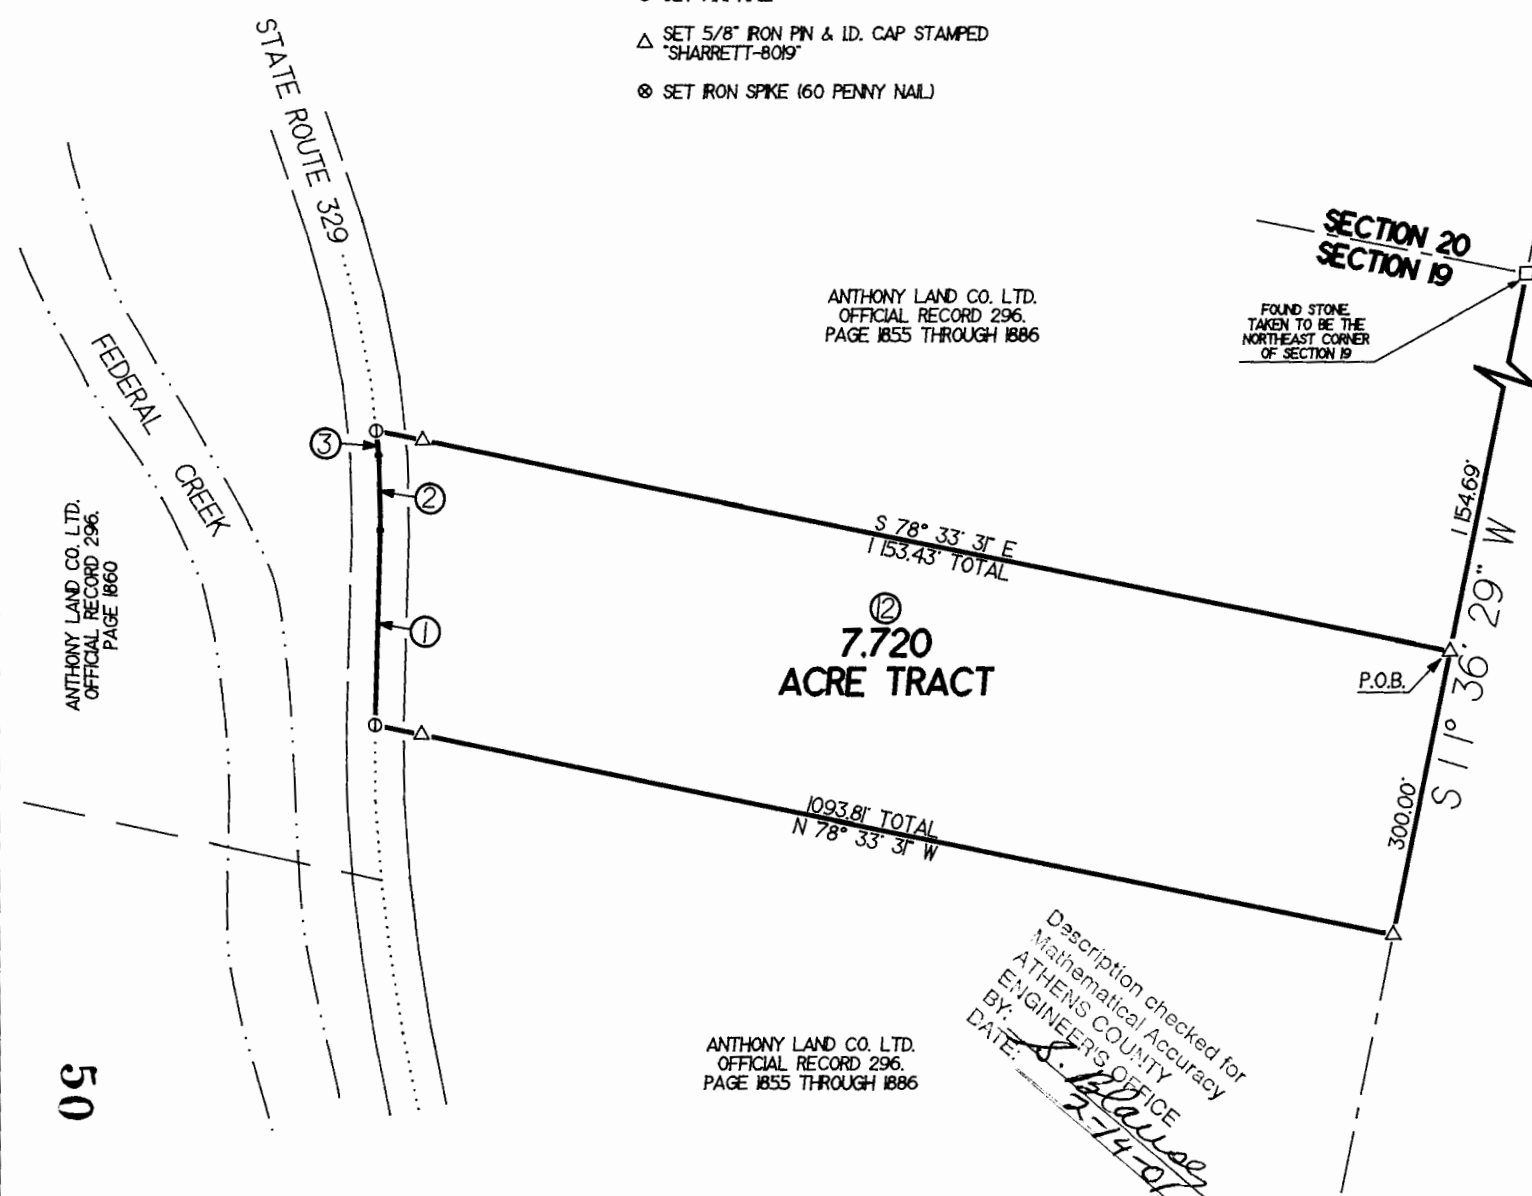 SET 5/8" IRON PIN & I.D. CAP STAMPED
"SHARRETT-8019"
SET IRON SPIKE (60 PENNY NAIL)
STATE ROUTE 329
SECTION 20
SECTION 19
FOUND STONE
TAKEN TO BE THE
NORTHEAST CORNER
OF SECTION 19
ANTHONY LAND CO. LTD.
OFFICIAL RECORD 296.
PAGE 1855 THROUGH 1886
FEDERAL
CREEK
3
2
1
ANTHONY LAND CO. LTD.
OFFICIAL RECORD 296.
PAGE 1860
S 78° 33' 31" E
1153.43' TOTAL
12
7.720
ACRE TRACT
1154.69'
S 11° 36' 29" W
P.O.B.
300.00'
1093.81' TOTAL
N 78° 33' 31" W
Description checked for
Mathematical Accuracy
ATHENS COUNTY
ENGINEER'S OFFICE
BY:
DATE: 2-14-01
ANTHONY LAND CO. LTD.
OFFICIAL RECORD 296.
PAGE 1855 THROUGH 1886
50